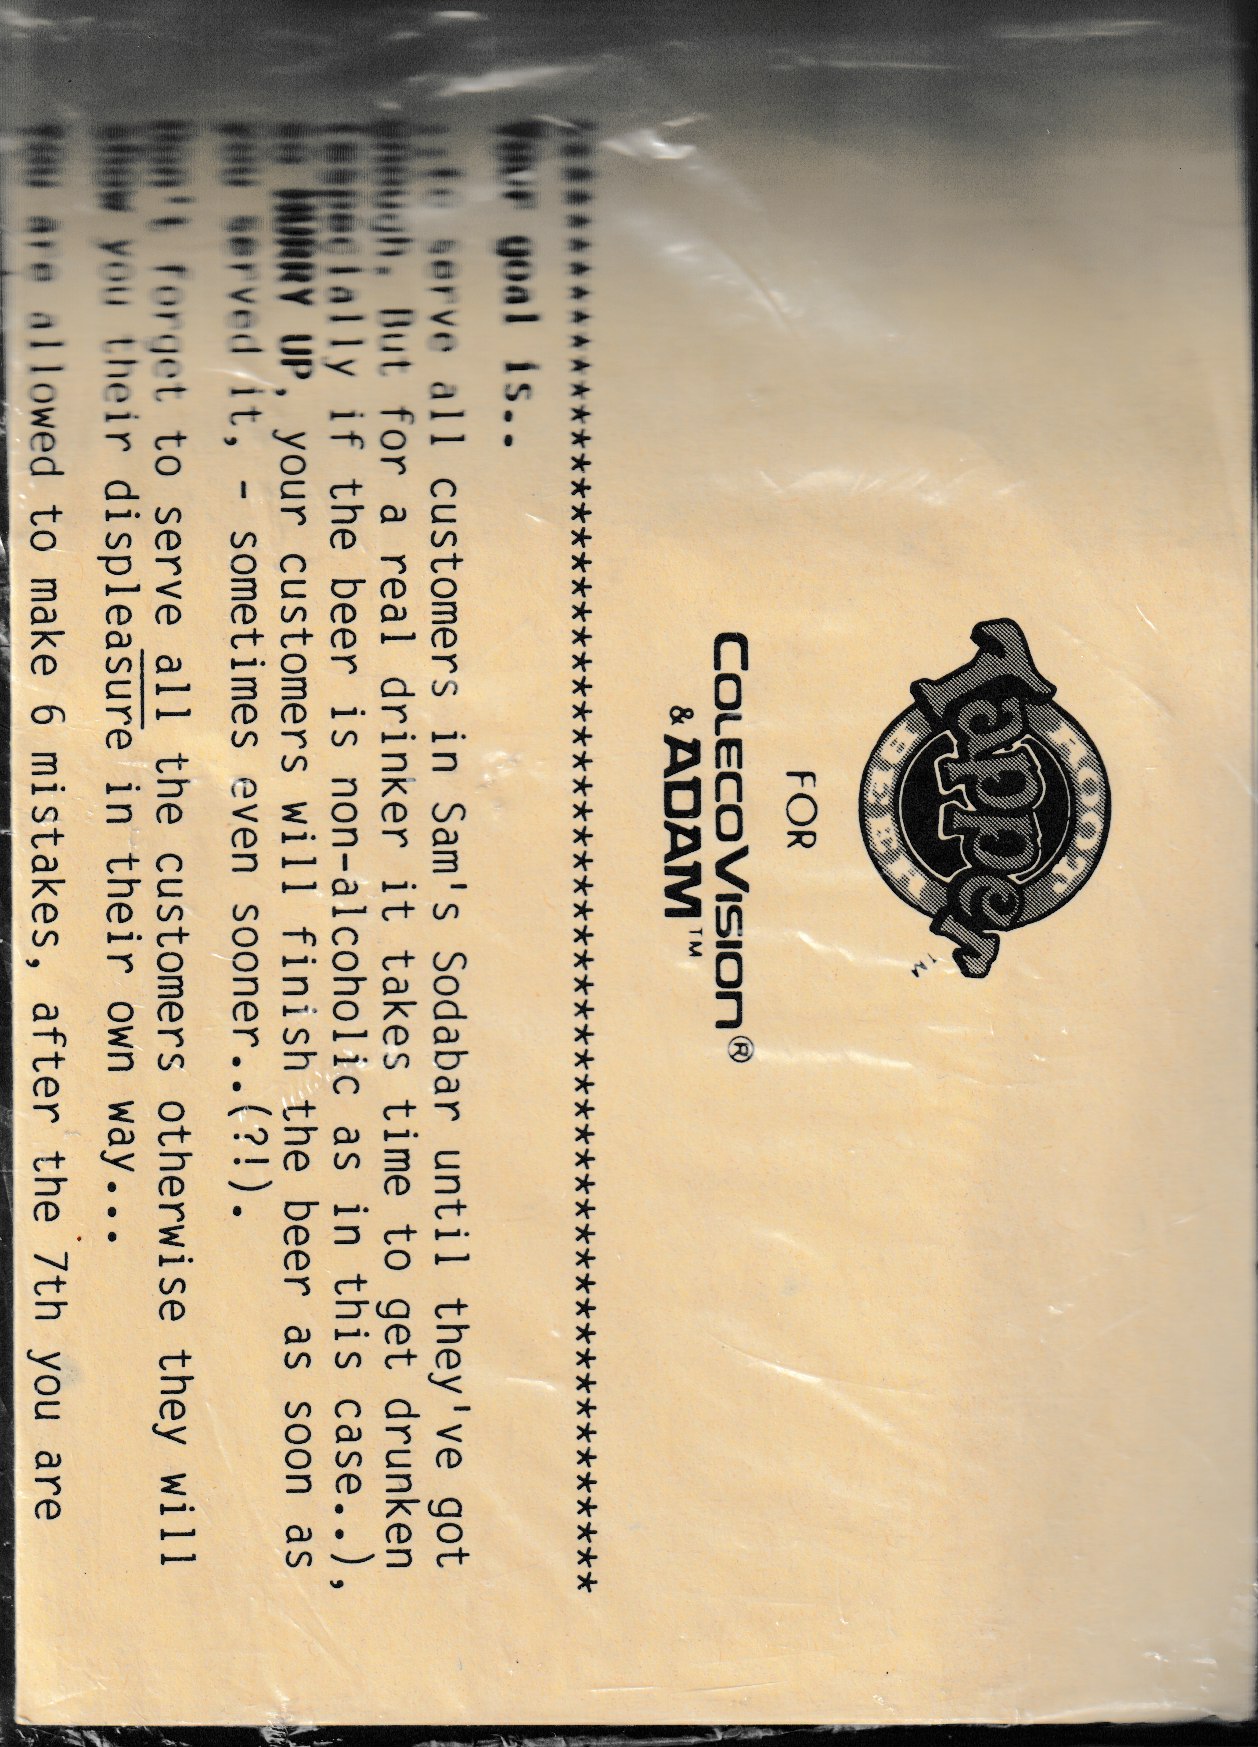 ROOT
Tapper™
BEER
FOR
COLECOVISION®
& ADAM™
************************************************************
Your goal is..
serve all customers in Sam's Sodabar until they've got
enough. But for a real drinker it takes time to get drunken
(especially if the beer is non-alcoholic as in this case..),
HURRY UP, your customers will finish the beer as soon as
you served it, - sometimes even sooner..(?!).
Don't forget to serve all the customers otherwise they will
show you their displeasure in their own way...
You are allowed to make 6 mistakes, after the 7th you are